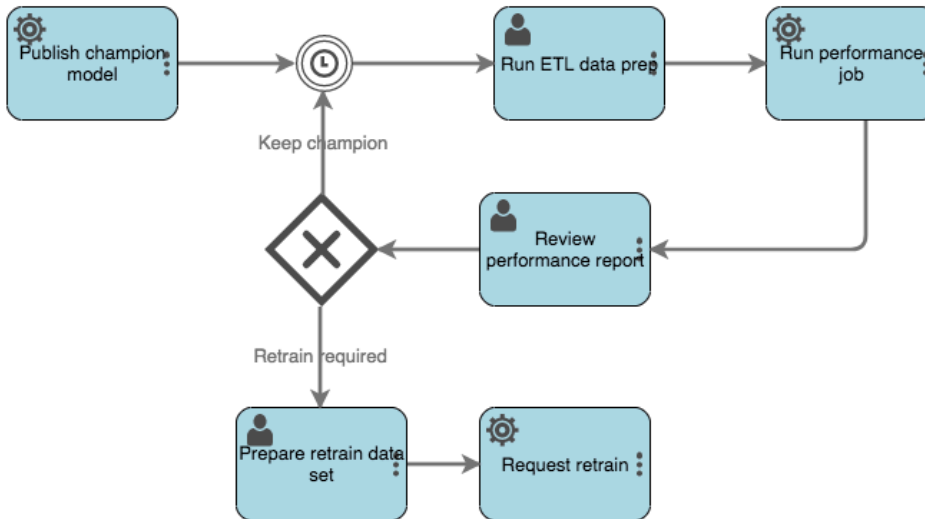 Publish champion
model
Run ETL data prep
Run performance
job
Keep champion
Review
performance report
Retrain required
Prepare retrain data
set
Request retrain